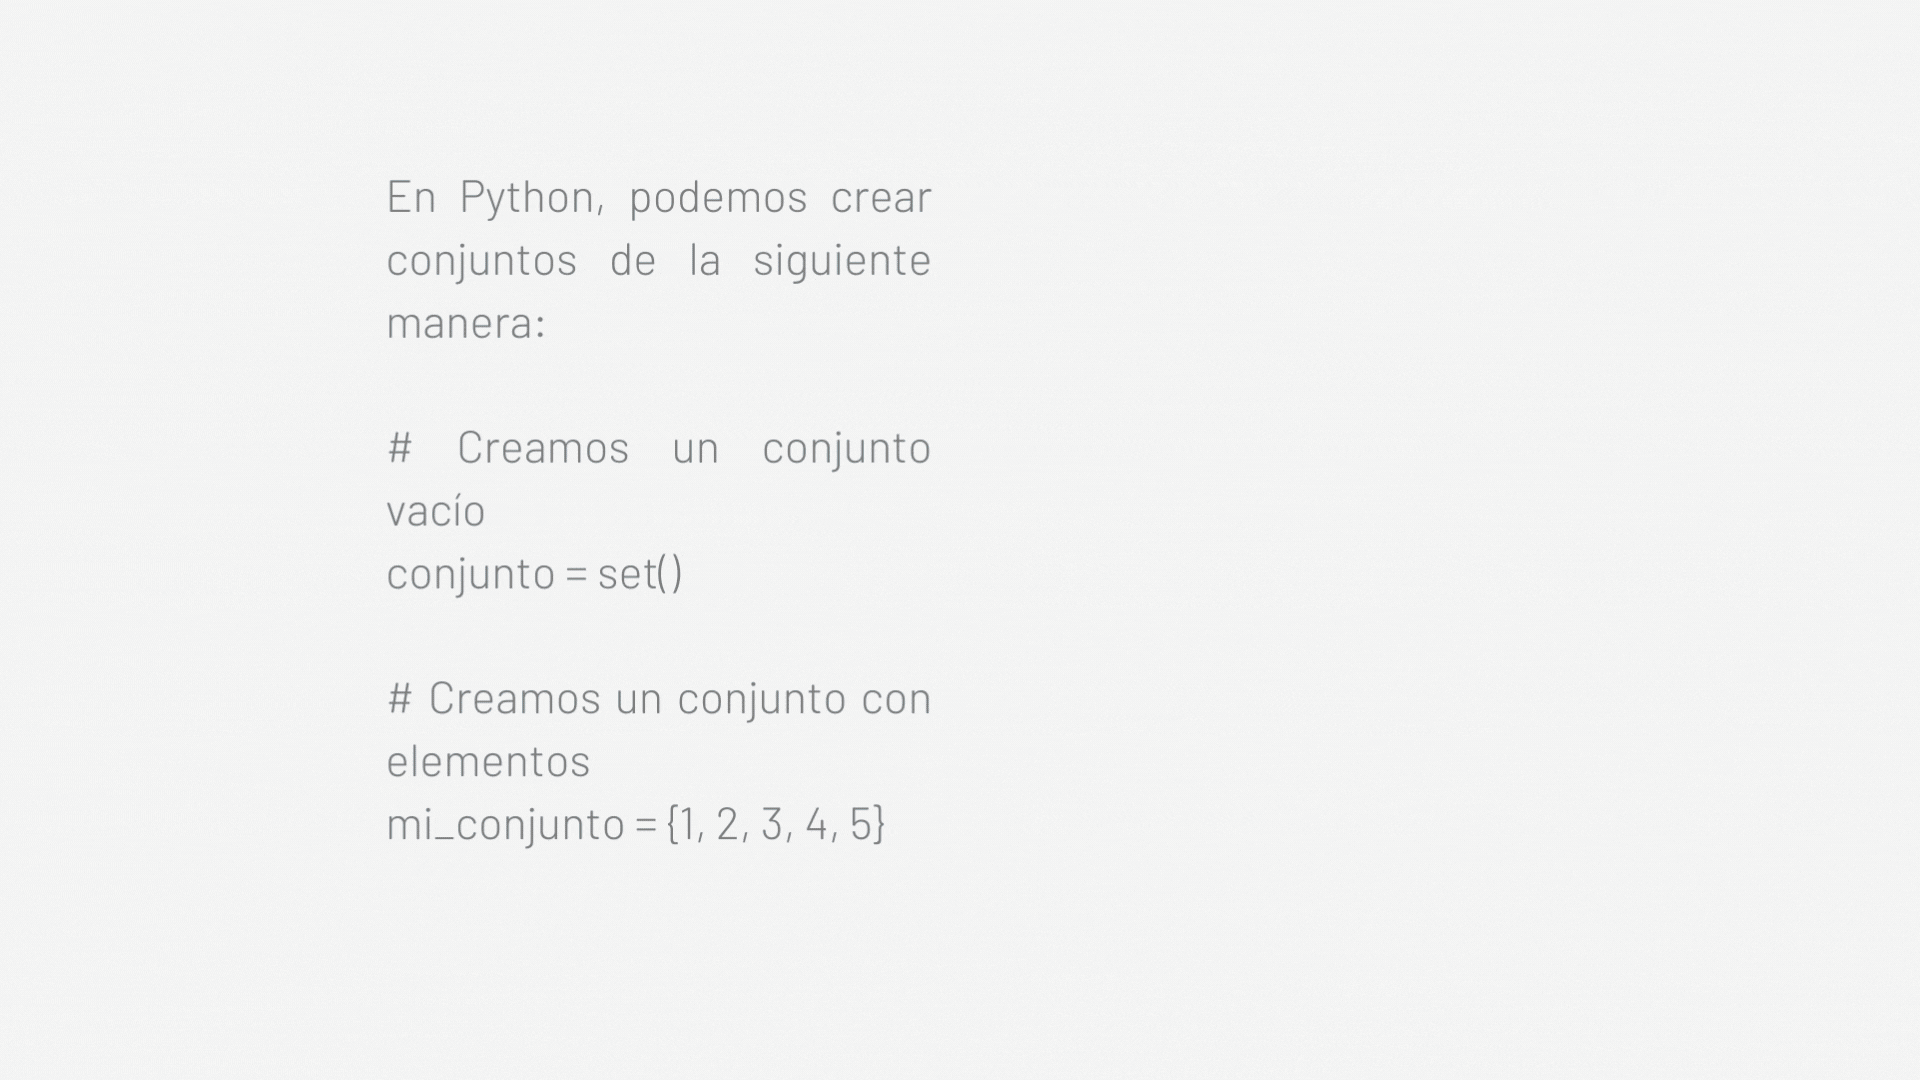 En Python, podemos crear
conjuntos de la siguiente
manera:
# Creamos un conjunto
vacío
conjunto = set()
# Creamos un conjunto con
elementos
mi_conjunto = {1, 2, 3, 4, 5}